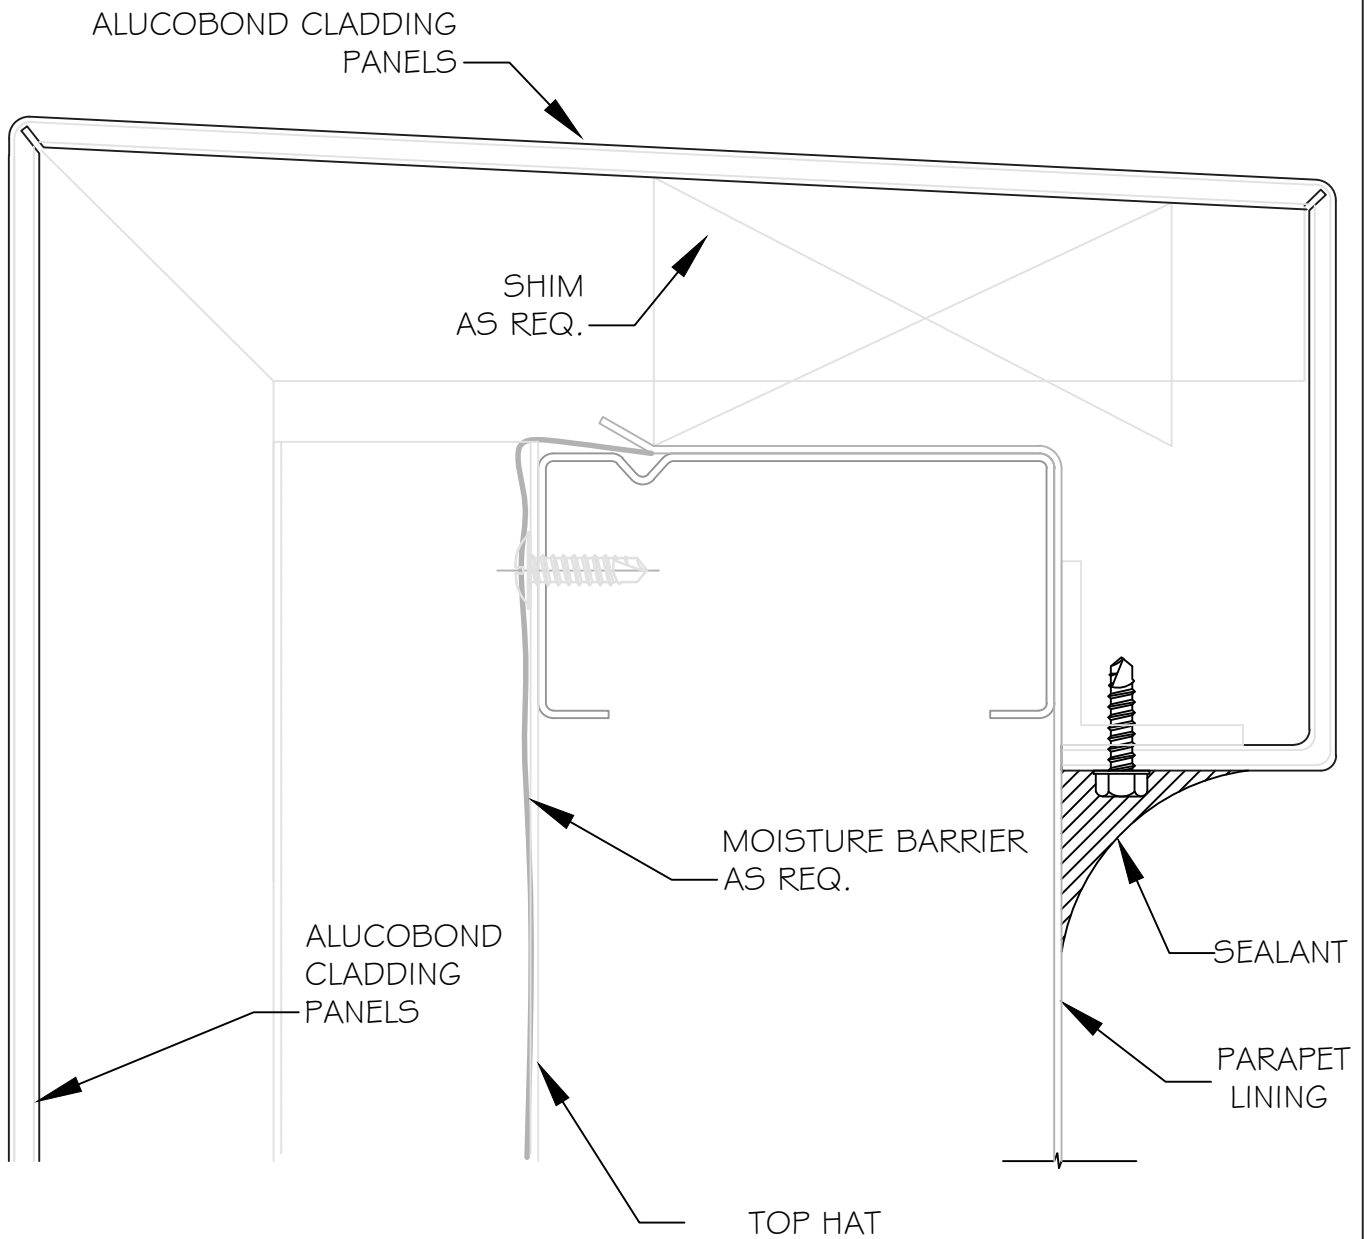 ALUCOBOND CLADDING
PANELS
SHIM
AS REQ.
MOISTURE BARRIER
AS REQ.
ALUCOBOND
CLADDING
PANELS
SEALANT
PARAPET
LINING
TOP HAT